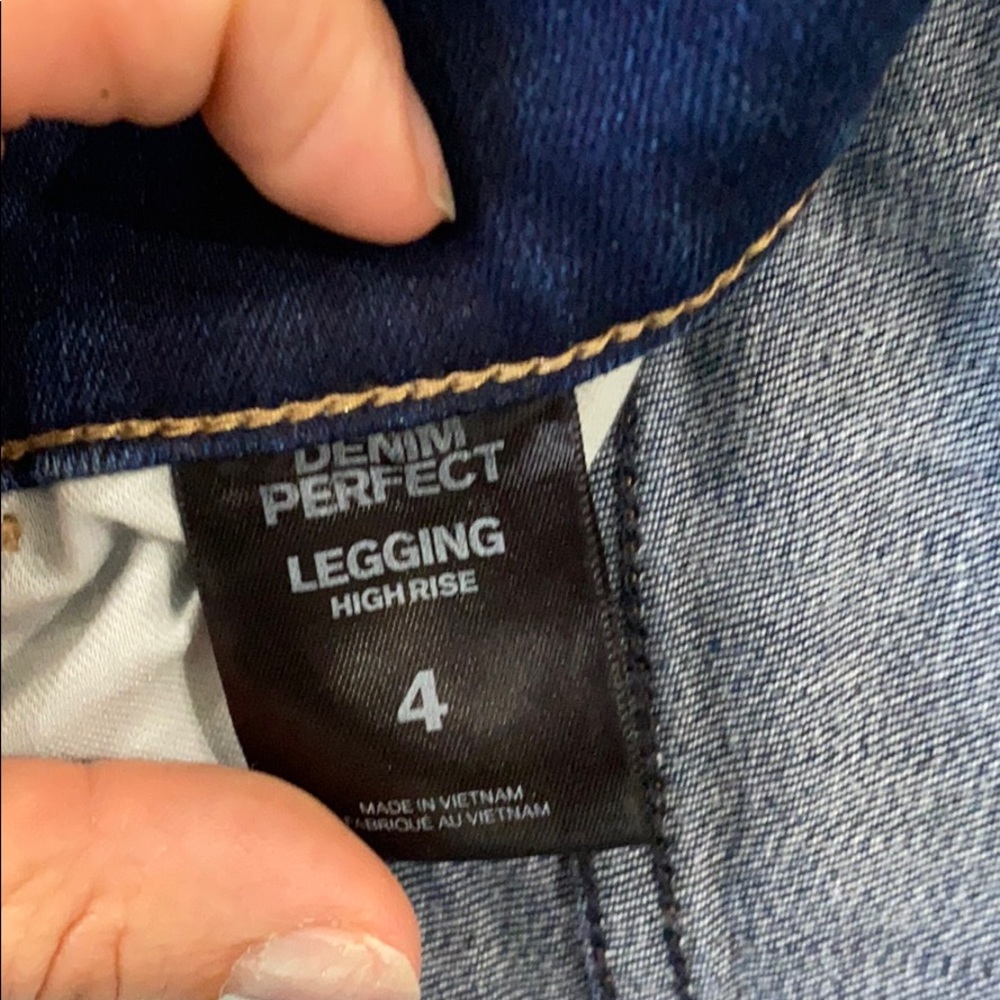 DENIM
PERFECT
LEGGING
HIGH RISE
4
MADE IN VIETNAM
FABRIQUÉ AU VIETNAM